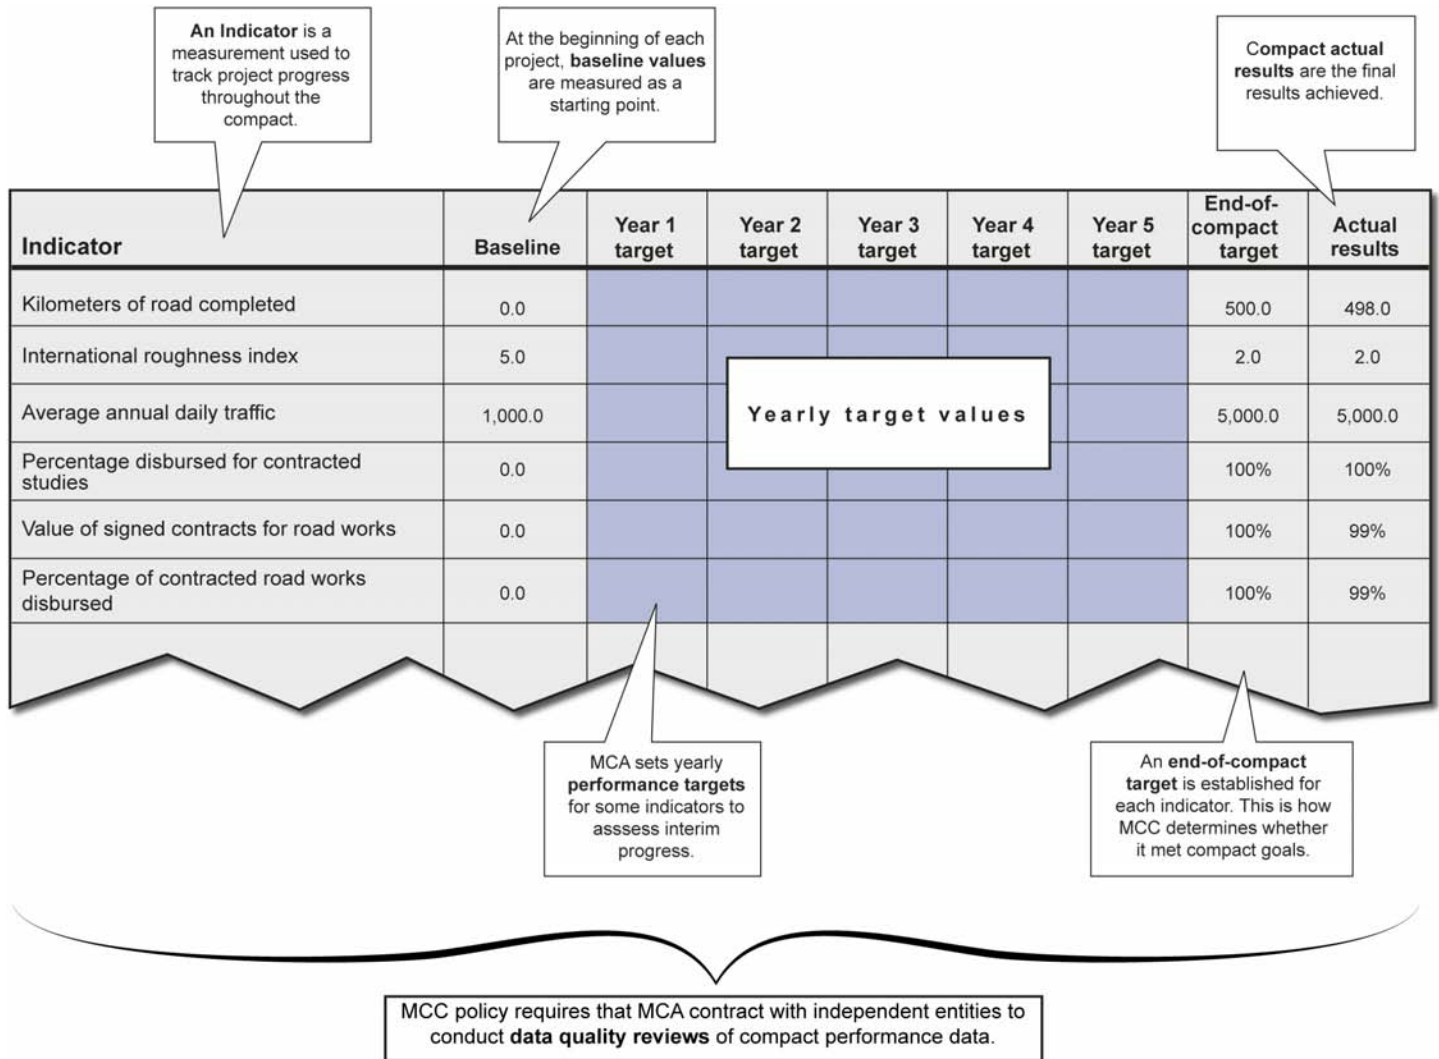 An Indicator is a
measurement used to
track project progress
throughout the
compact.
At the beginning of each
project, baseline values
are measured as a
starting point.
Compact actual
results are the final
results achieved.
Indicator
Baseline
Year 1
target
Year 2
target
Year 3
target
Year 4
target
Year 5
target
End-of-
compact
target
Actual
results
Kilometers of road completed
0.0
500.0
498.0
International roughness index
5.0
2.0
2.0
Average annual daily traffic
1,000.0
5,000.0
5,000.0
Yearly target values
Percentage disbursed for contracted
studies
0.0
100%
100%
Value of signed contracts for road works
0.0
100%
99%
Percentage of contracted road works
disbursed
0.0
100%
99%
MCA sets yearly
performance targets
for some indicators to
asssess interim
progress.
An end-of-compact
target is established for
each indicator. This is how
MCC determines whether
it met compact goals.
MCC policy requires that MCA contract with independent entities to
conduct data quality reviews of compact performance data.